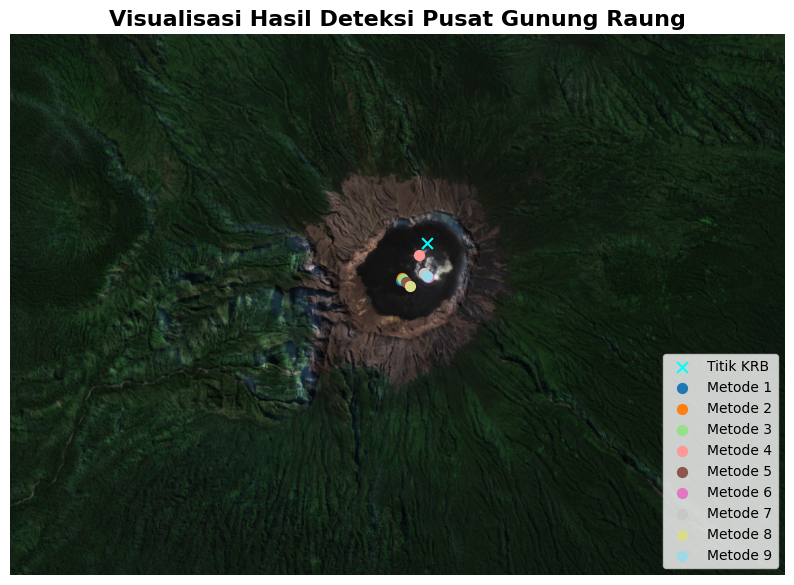 Visualisasi Hasil Deteksi Pusat Gunung Raung
Titik KRB
Metode 1
Metode 2
Metode 3
Metode 4
Metode 5
Metode 6
Metode 7
Metode 8
Metode 9